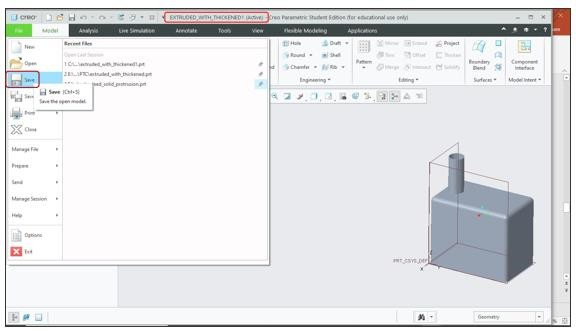 creo
EXTRUDED_WITH_THICKENED1 (Active) - Creo Parametric Student Edition (for educational use only)
File Model Analysis Live Simulation Annotate Tools View Flexible Modeling Applications
New
Open
Save
Save
Print
Close
Manage File
Prepare
Send
Manage Session
Help
Options
Exit
Recent Files
Open Last Session
1 C:\...\extruded_with_thickened1.prt
2 E:\...\PTC\extruded_with_thickened.prt
ed_solid_protrusion.prt
Save (Ctrl+S)
Save the open model.
Hole Draft
Round Shell
Chamfer Rib
Engineering
Pattern
Mirror Extend Project
Trim Offset Thicken
Merge Intersect Solidify
Editing
Boundary
Blend
Surfaces
Component
Interface
Model Intent
PRT_CSYS_DEF
X
Y
Geometry